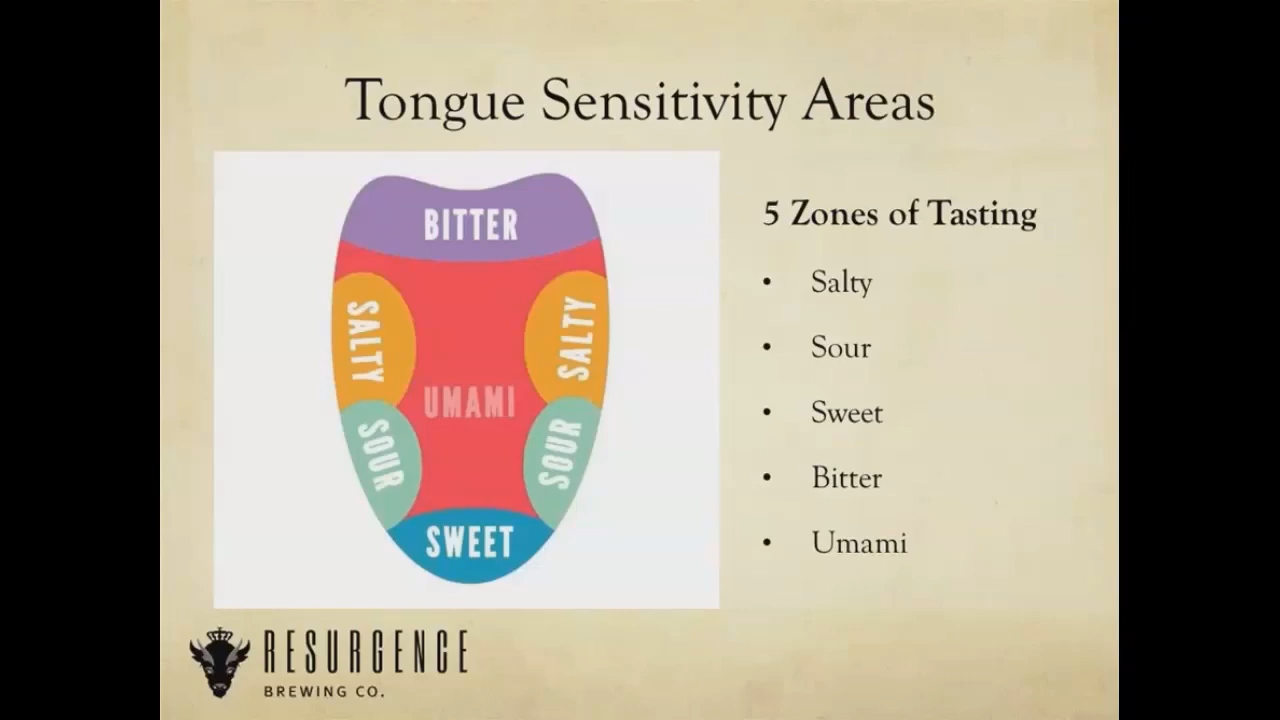 Tongue Sensitivity Areas
BITTER
SALTY
SALTY
UMAMI
SOUR
SOUR
SWEET
5 Zones of Tasting
• Salty
• Sour
• Sweet
• Bitter
• Umami
RESURGENCE
BREWING CO.